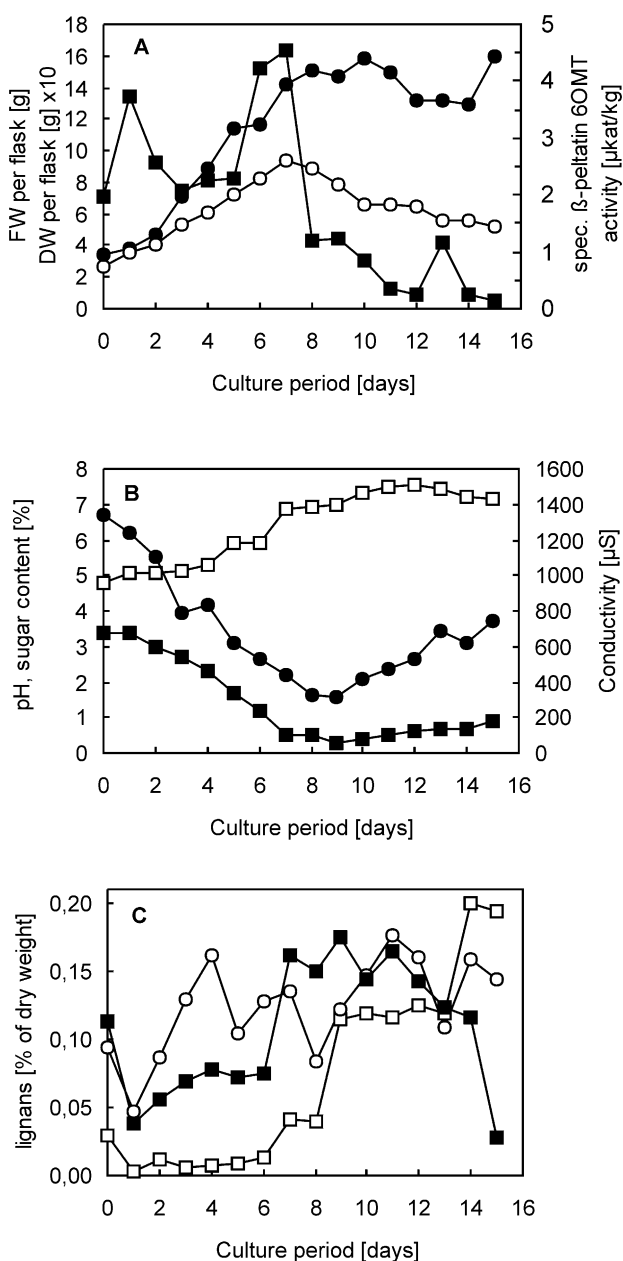 A
FW per flask [g]
DW per flask [g] x10
18
16
14
12
10
8
6
4
2
0
5
4
3
2
1
0
spec. ß-peltatin 6OMT
activity [µkat/kg]
0 2 4 6 8 10 12 14 16
Culture period [days]
B
pH, sugar content [%]
8
7
6
5
4
3
2
1
0
1600
1400
1200
1000
800
600
400
200
0
Conductivity [µS]
0 2 4 6 8 10 12 14 16
Culture period [days]
C
lignans [% of dry weight]
0,20
0,15
0,10
0,05
0,00
0 2 4 6 8 10 12 14 16
Culture period [days]